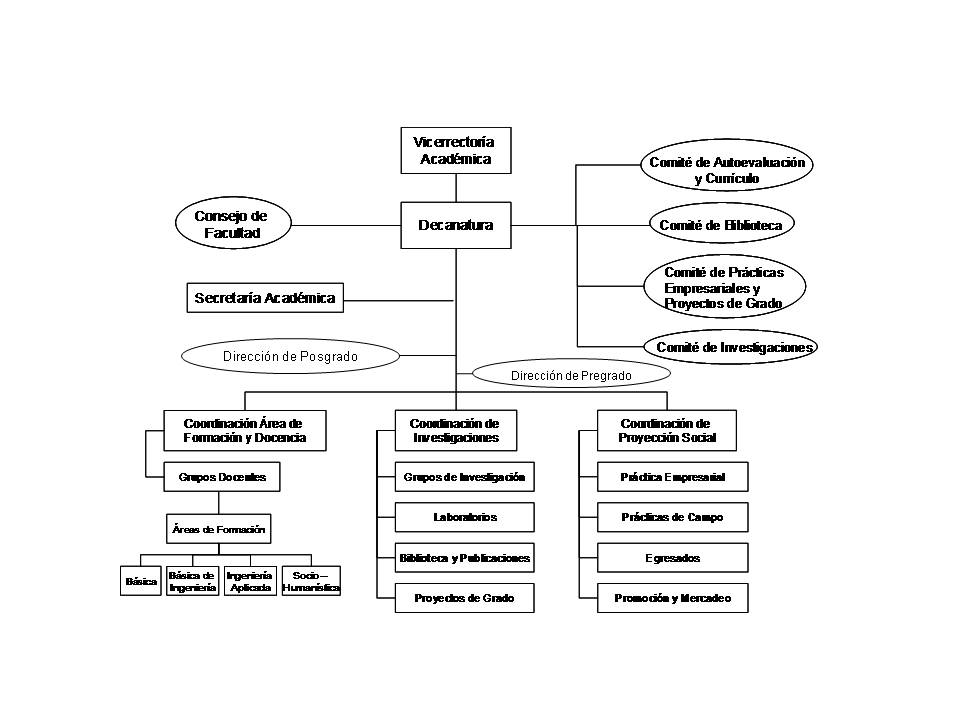 Vicerrectoría
Académica
Comité de Autoevaluación
y Currículo
Consejo de
Facultad
Decanatura
Comité de Biblioteca
Comité de Prácticas
Empresariales y
Proyectos de Grado
Secretaría Académica
Comité de Investigaciones
Dirección de Posgrado
Dirección de Pregrado
Coordinación Área de
Formación y Docencia
Coordinación de
Investigaciones
Coordinación de
Proyección Social
Grupos Docentes
Grupos de Investigación
Práctica Empresarial
Áreas de Formación
Laboratorios
Prácticas de Campo
Biblioteca y Publicaciones
Egresados
Básica
Básica de
Ingeniería
Ingeniería
Aplicada
Socio –
Humanística
Proyectos de Grado
Promoción y Mercadeo